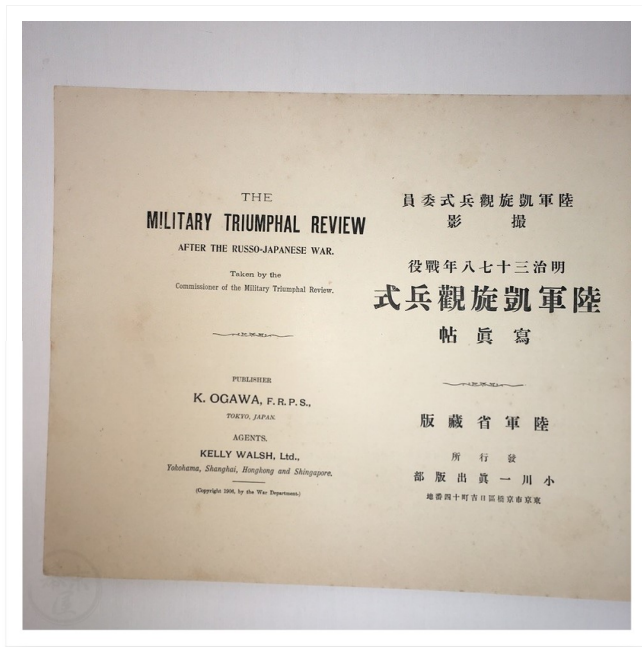 THE
MILITARY TRIUMPHAL REVIEW
AFTER THE RUSSO-JAPANESE WAR.
Taken by the
Commissioner of the Military Triumphal Review.
PUBLISHER
K. OGAWA, F.R.P.S.,
TOKYO, JAPAN.
AGENTS.
KELLY WALSH, Ltd.,
Yokohama, Shanghai, Hongkong and Shingapore.
(Copyright 1906, by the War Department.)
陸軍凱旋觀兵式委員
撮影
明治三十七八年戰役
陸軍凱旋觀兵式
寫眞帖
陸軍省藏版
發行所
小川一眞出版部
東京市京橋區日吉町十四番地